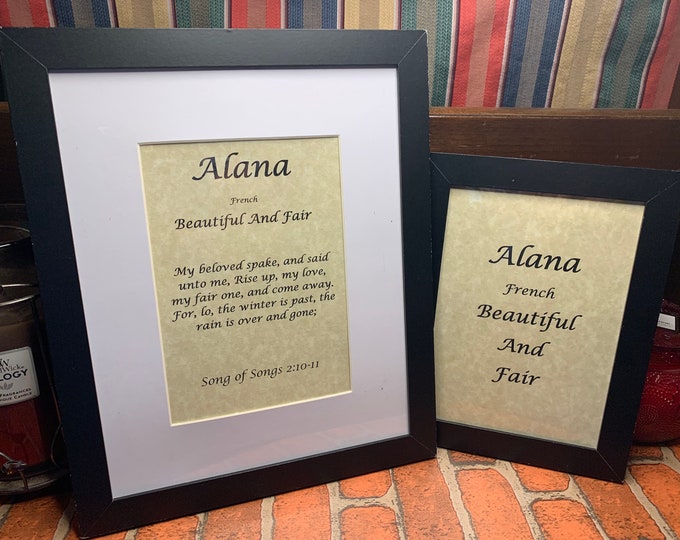 Alana
French
Beautiful And Fair
My beloved spake, and said
unto me, Rise up, my love,
my fair one, and come away.
For, lo, the winter is past, the
rain is over and gone;
Song of Songs 2:10-11
Alana
French
Beautiful
And
Fair